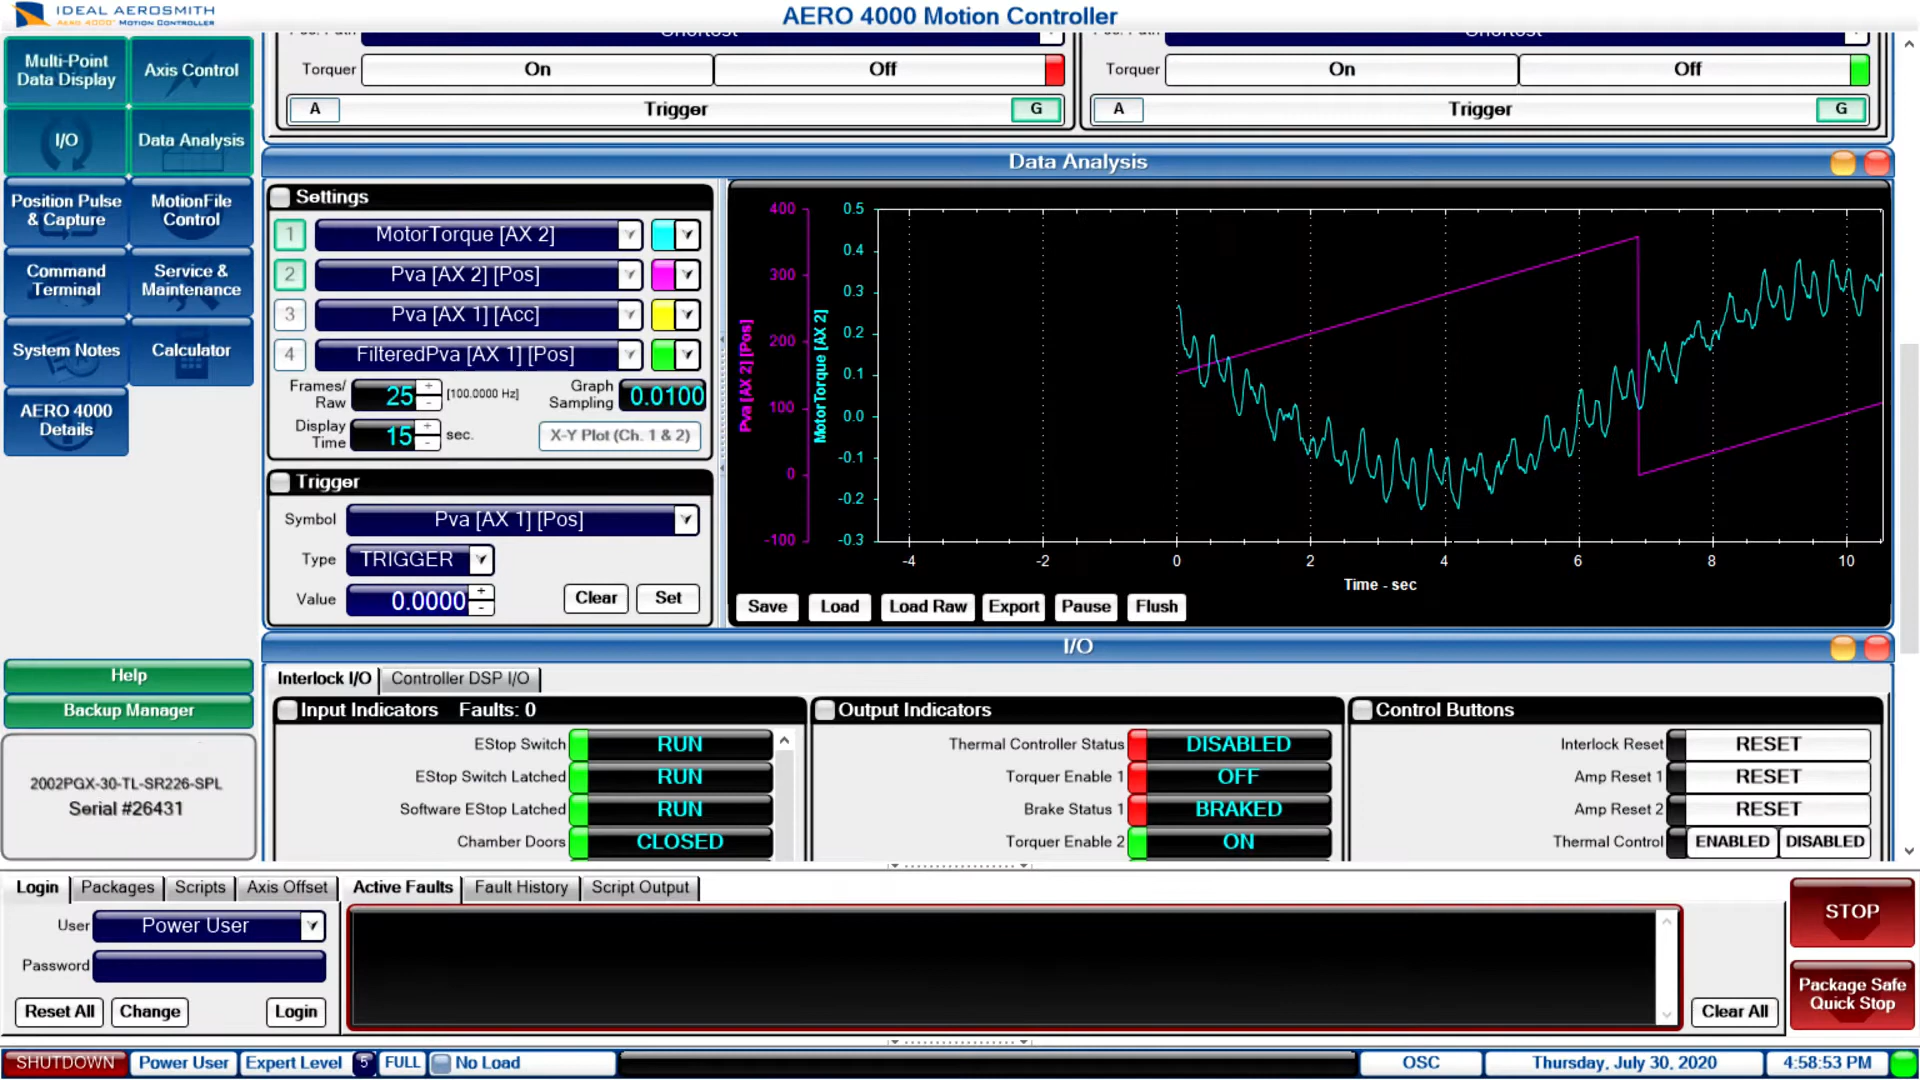 IDEAL AEROSMITH
AERO 4000 MOTION CONTROLLER
AERO 4000 Motion Controller
Multi-Point
Data Display
Axis Control
I/O
Data Analysis
Position Pulse
& Capture
MotionFile
Control
Command
Terminal
Service &
Maintenance
System Notes
Calculator
AERO 4000
Details
Help
Backup Manager
2002PGX-30-TL-SR226-SPL
Serial #26431
Shortest
Shortest
Torquer On Off
Torquer On Off
A Trigger G
A Trigger G
Data Analysis
Settings
1 MotorTorque [AX 2]
2 Pva [AX 2] [Pos]
3 Pva [AX 1] [Acc]
4 FilteredPva [AX 1] [Pos]
Frames/
Raw 25 + - [100.0000 Hz]
Graph
Sampling 0.0100
Display
Time 15 + - sec.
X-Y Plot (Ch. 1 & 2)
Trigger
Symbol Pva [AX 1] [Pos]
Type TRIGGER
Value 0.0000 + -
Clear Set
Pva [AX 2] [Pos]
400
300
200
100
0
-100
MotorTorque [AX 2]
0.5
0.4
0.3
0.2
0.1
0.0
-0.1
-0.2
-0.3
-4 -2 0 2 4 6 8 10
Time - sec
Save Load Load Raw Export Pause Flush
I/O
Interlock I/O Controller DSP I/O
Input Indicators Faults: 0
EStop Switch RUN
EStop Switch Latched RUN
Software EStop Latched RUN
Chamber Doors CLOSED
Output Indicators
Thermal Controller Status DISABLED
Torquer Enable 1 OFF
Brake Status 1 BRAKED
Torquer Enable 2 ON
Control Buttons
Interlock Reset RESET
Amp Reset 1 RESET
Amp Reset 2 RESET
Thermal Control ENABLED DISABLED
Login Packages Scripts Axis Offset
User Power User
Password
Reset All Change Login
Active Faults Fault History Script Output
Clear All
STOP
Package Safe
Quick Stop
SHUTDOWN Power User Expert Level 5 FULL No Load OSC Thursday, July 30, 2020 4:58:53 PM